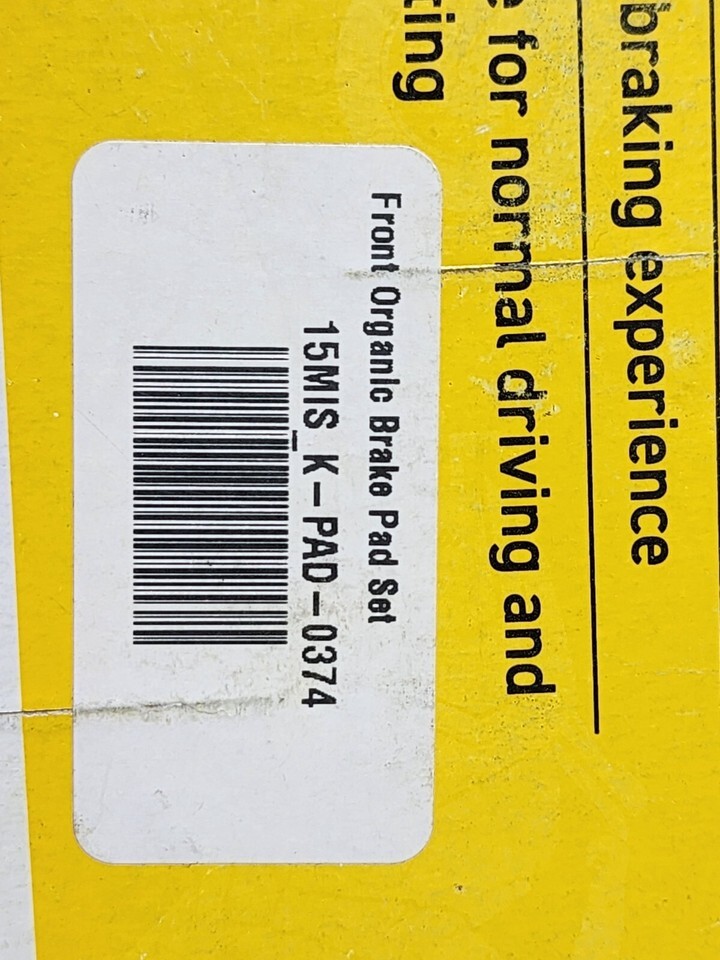 braking experience
for normal driving and
Front Organic Brake Pad Set
15MIS_K-PAD-0374